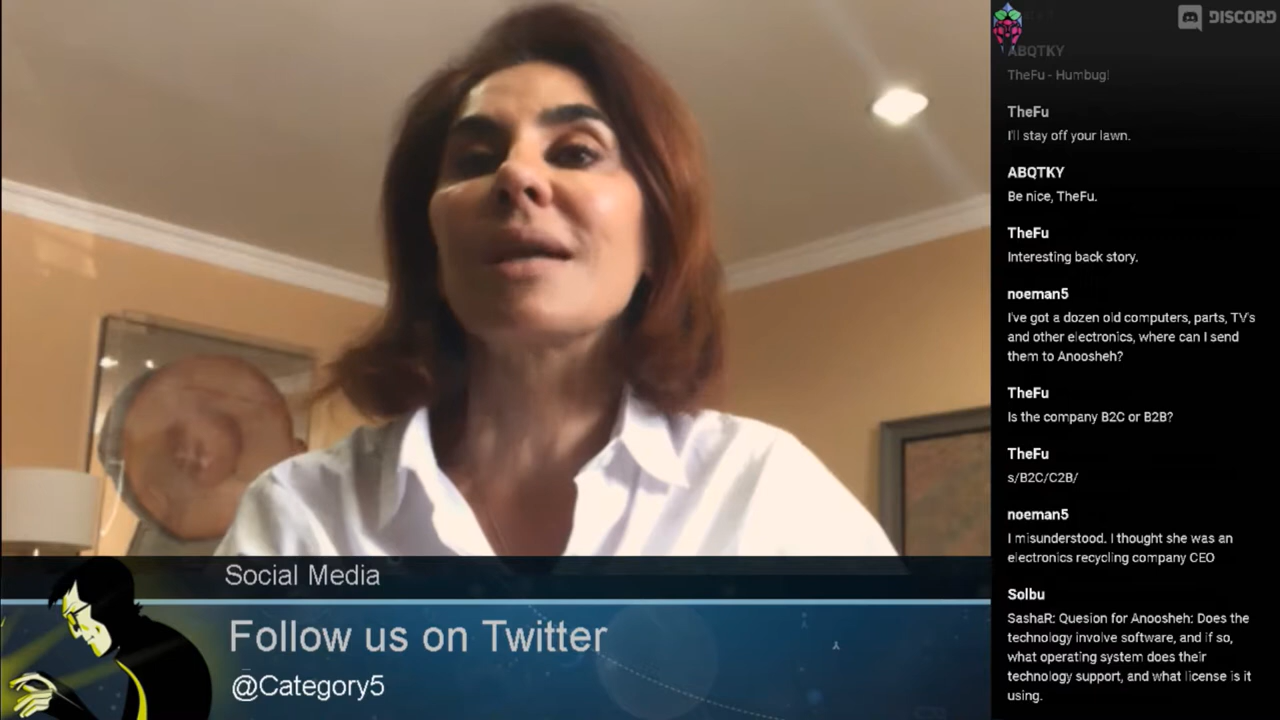 DISCORD
ABQTKY
TheFu - Humbug!
TheFu
I'll stay off your lawn.
ABQTKY
Be nice, TheFu.
TheFu
Interesting back story.
noeman5
I've got a dozen old computers, parts, TV's
and other electronics, where can I send
them to Anoosheh?
TheFu
Is the company B2C or B2B?
TheFu
s/B2C/C2B/
noeman5
I misunderstood. I thought she was an
electronics recycling company CEO
Solbu
SashaR: Quesion for Anoosheh: Does the
technology involve software, and if so,
what operating system does their
technology support, and what license is it
using.
Social Media
Follow us on Twitter
@Category5